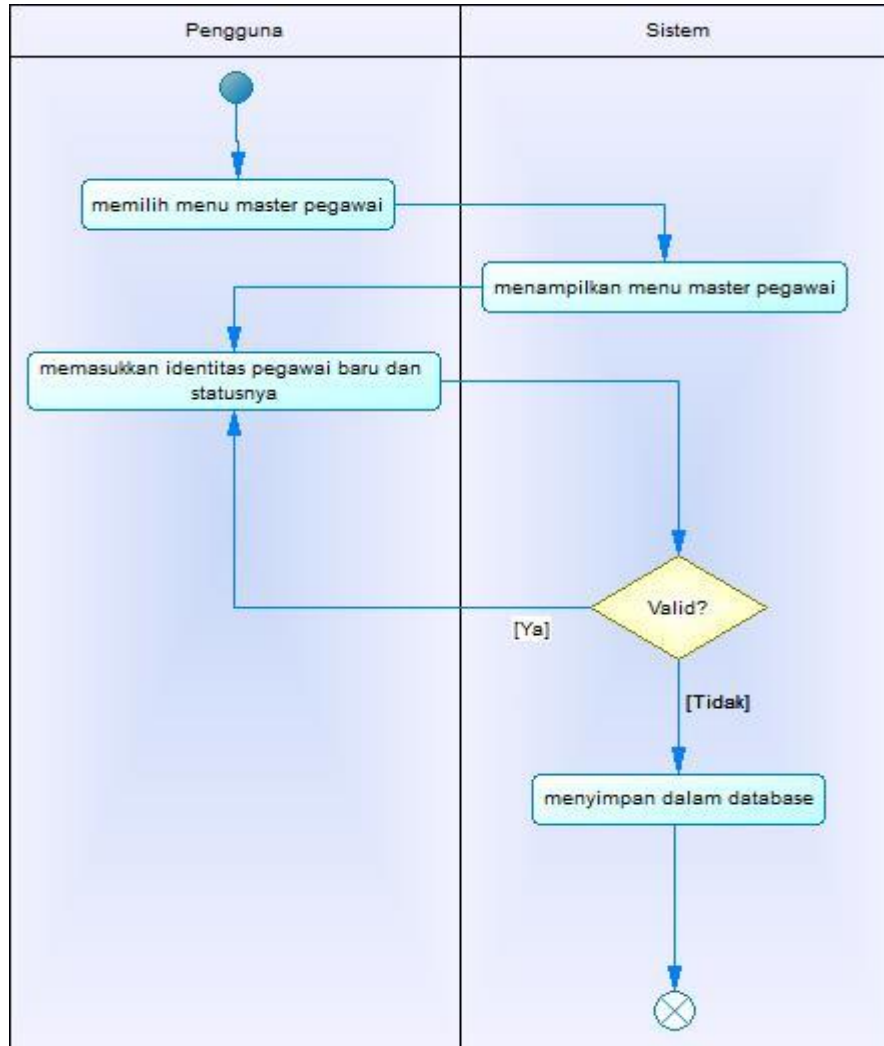 Pengguna
Sistem
memilih menu master pegawai
menampilkan menu master pegawai
memasukkan identitas pegawai baru dan
statusnya
Valid?
[Ya]
[Tidak]
menyimpan dalam database